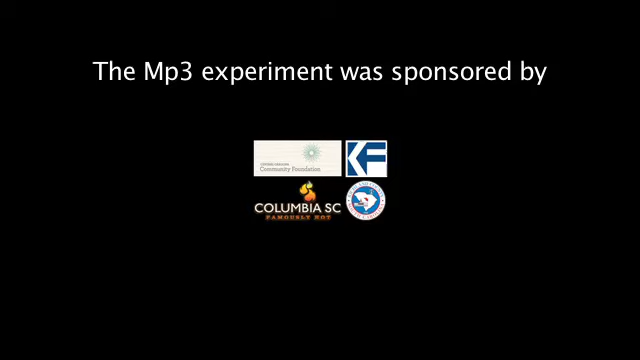 The Mp3 experiment was sponsored by
Community Foundation
KF
COLUMBIA SC
FAMOUSLY HOT